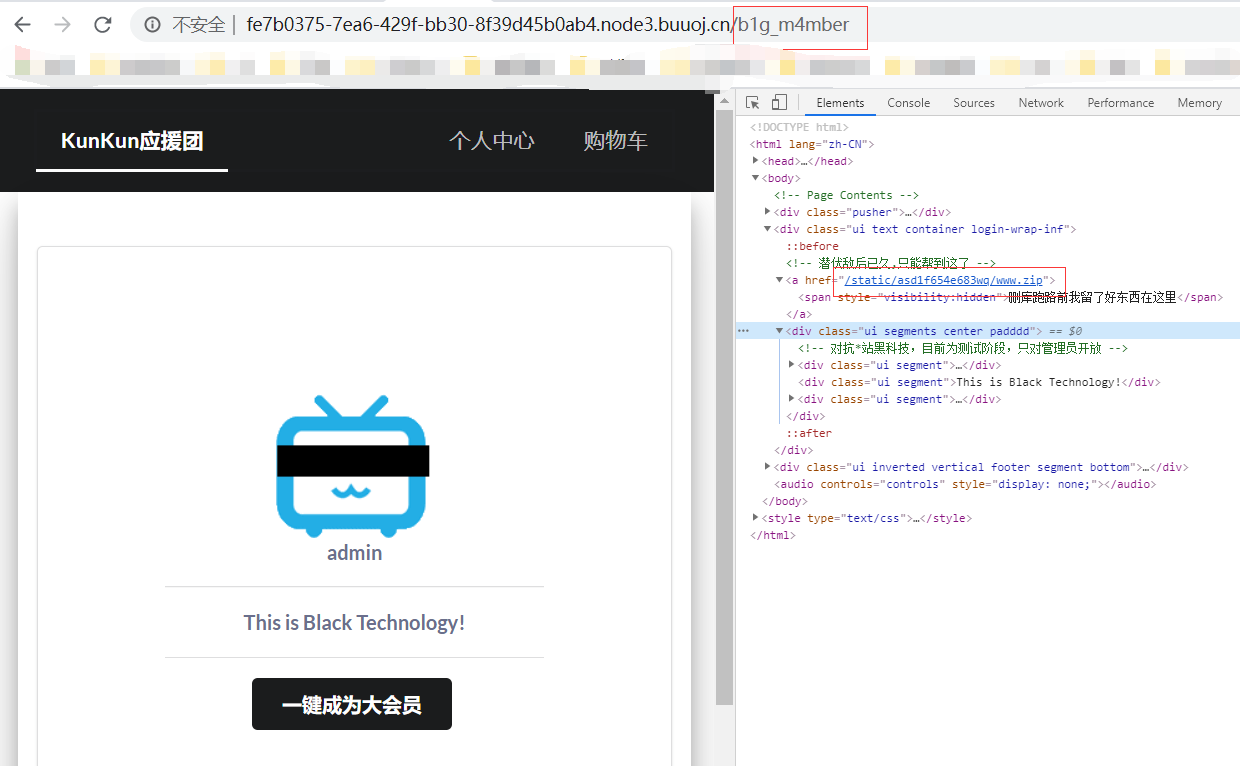 不安全 | fe7b0375-7ea6-429f-bb30-8f39d45b0ab4.node3.buuoj.cn/b1g_m4mber
KunKun应援团 个人中心 购物车
admin
This is Black Technology!
一键成为大会员
Elements Console Sources Network Performance Memory
<!DOCTYPE html>
<html lang="zh-CN">
<head>…</head>
<body>
<!-- Page Contents -->
<div class="pusher">…</div>
<div class="ui text container login-wrap-inf">
::before
<!-- 潜伏敌后已久,只能帮到这了 -->
<a href="/static/asd1f654e683wq/www.zip">
<span style="visibility:hidden">删库跑路前我留了好东西在这里</span>
</a>
<div class="ui segments center padddd"> == $0
<!-- 对抗*站黑科技，目前为测试阶段，只对管理员开放 -->
<div class="ui segment">…</div>
<div class="ui segment">This is Black Technology!</div>
<div class="ui segment">…</div>
</div>
::after
</div>
<div class="ui inverted vertical footer segment bottom">…</div>
<audio controls="controls" style="display: none;"></audio>
</body>
<style type="text/css">…</style>
</html>